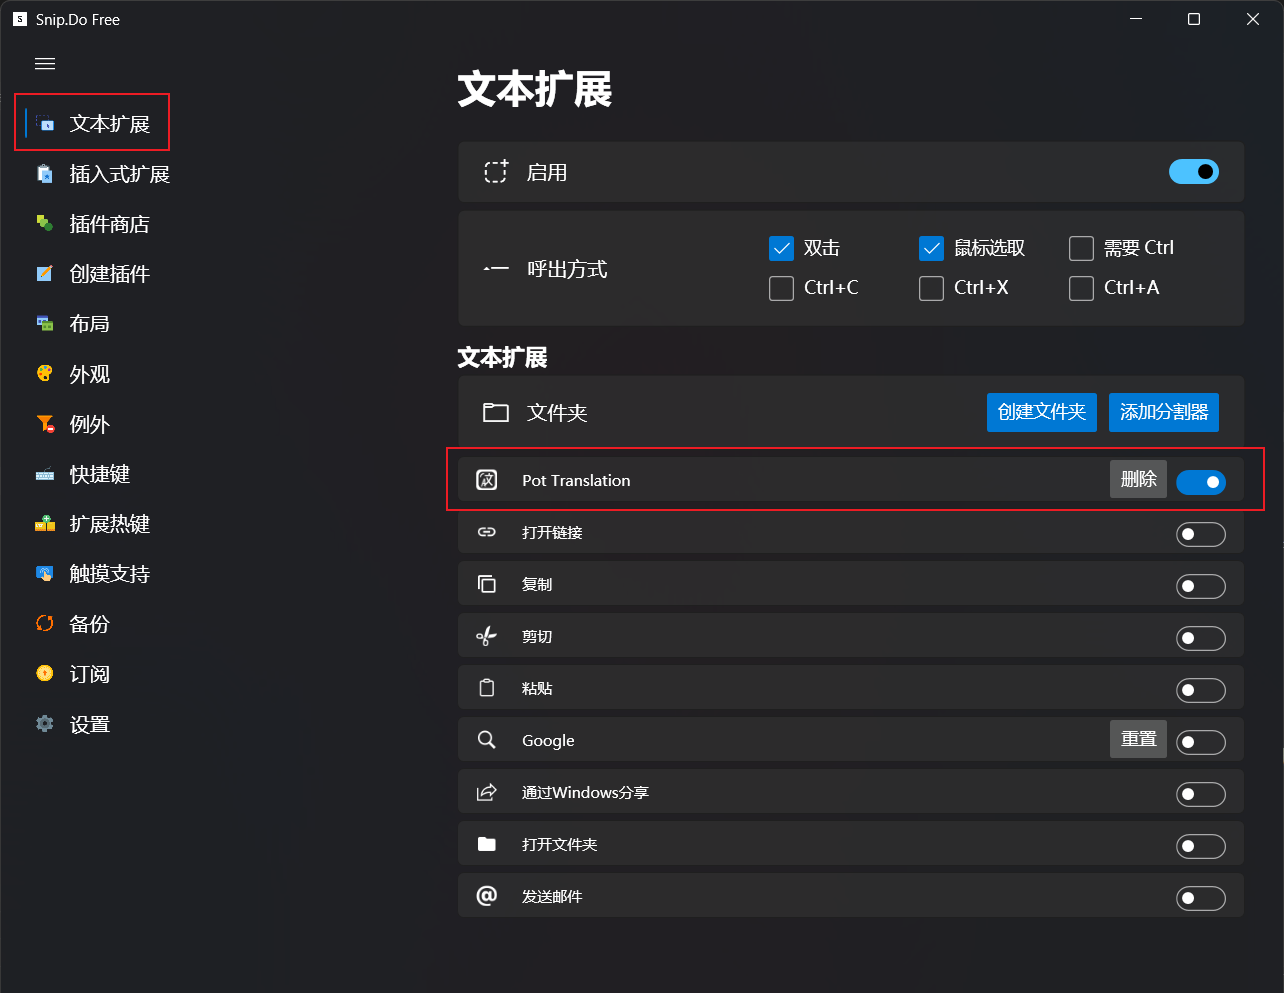 Snip.Do Free
文本扩展
插入式扩展
插件商店
创建插件
布局
外观
例外
快捷键
扩展热键
触摸支持
备份
订阅
设置
文本扩展
启用
呼出方式
双击 鼠标选取 需要 Ctrl
Ctrl+C Ctrl+X Ctrl+A
文本扩展
文件夹 创建文件夹 添加分割器
Pot Translation 删除
打开链接
复制
剪切
粘贴
Google 重置
通过Windows分享
打开文件夹
发送邮件